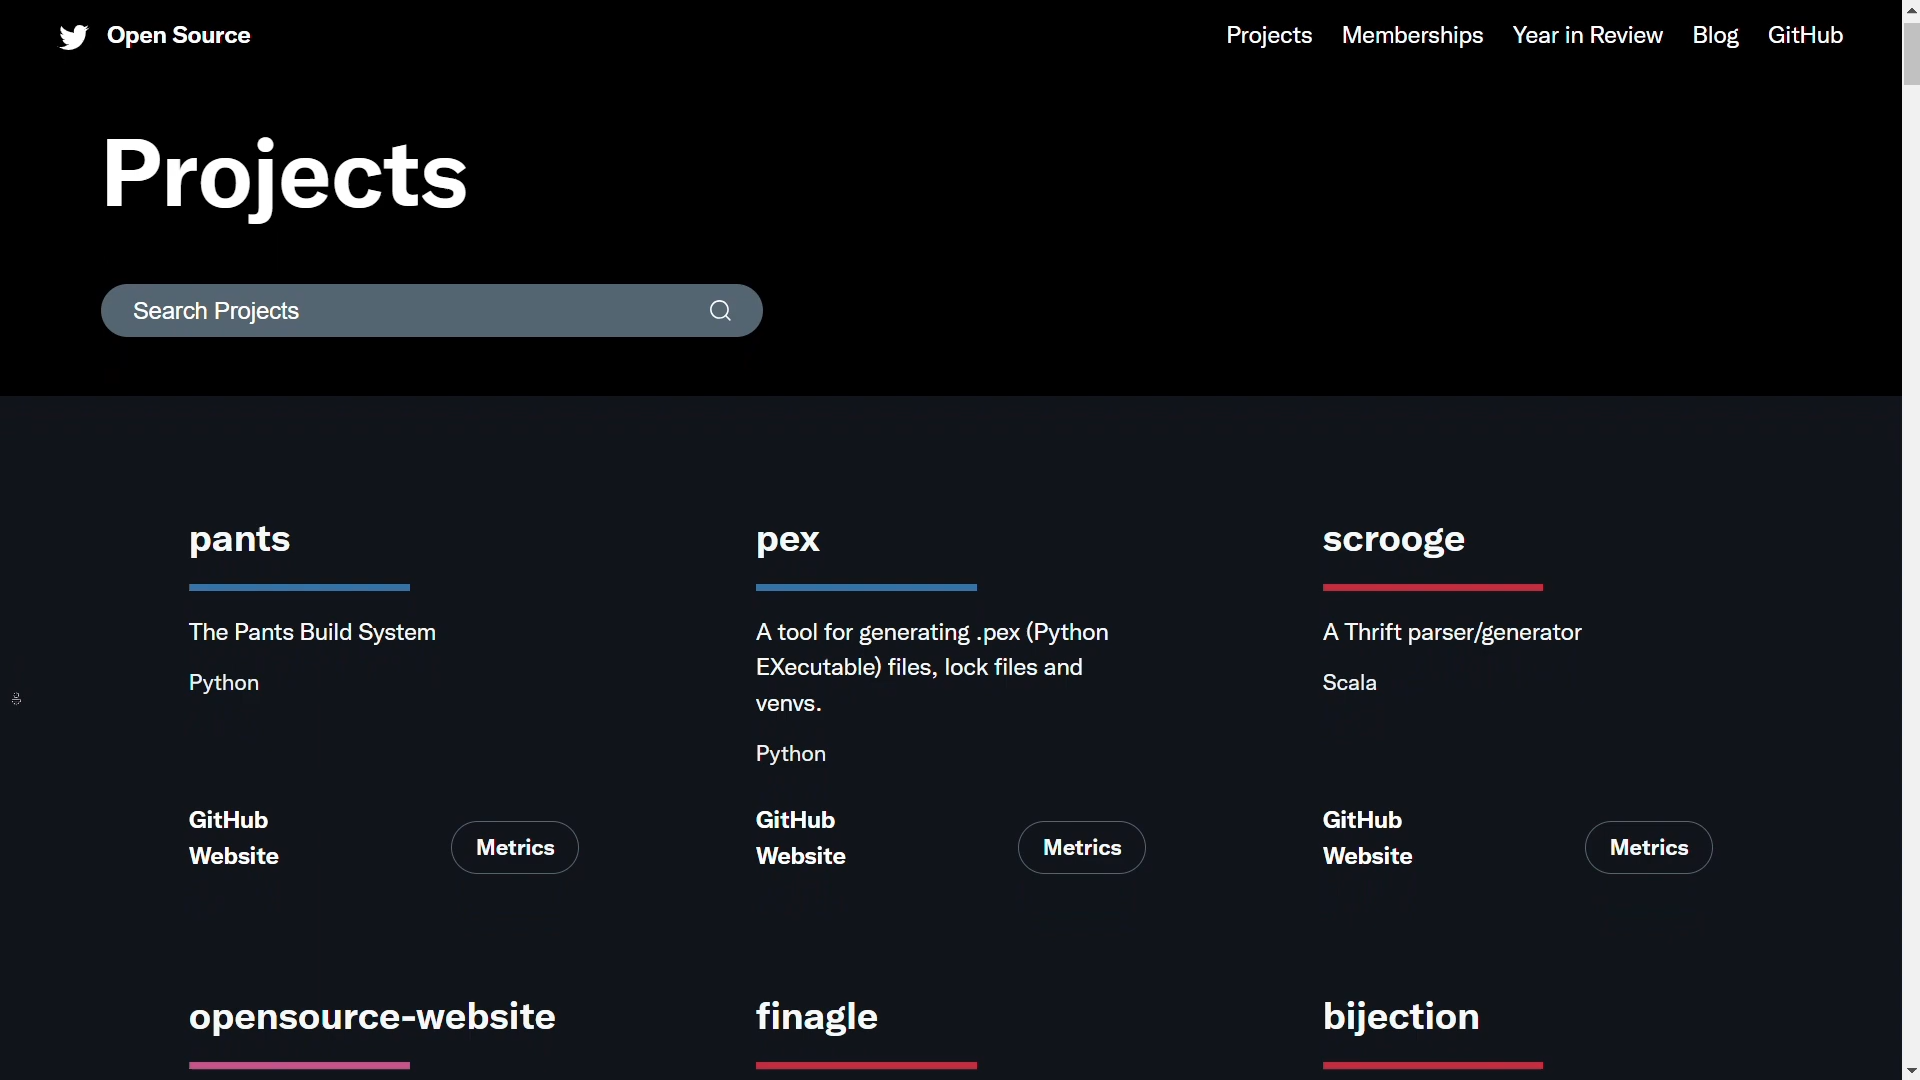 Open Source
Projects Memberships Year in Review Blog GitHub
Projects
Search Projects
pants
The Pants Build System
Python
GitHub
Website
Metrics
pex
A tool for generating .pex (Python
EXecutable) files, lock files and
venvs.
Python
GitHub
Website
Metrics
scrooge
A Thrift parser/generator
Scala
GitHub
Website
Metrics
opensource-website
finagle
bijection